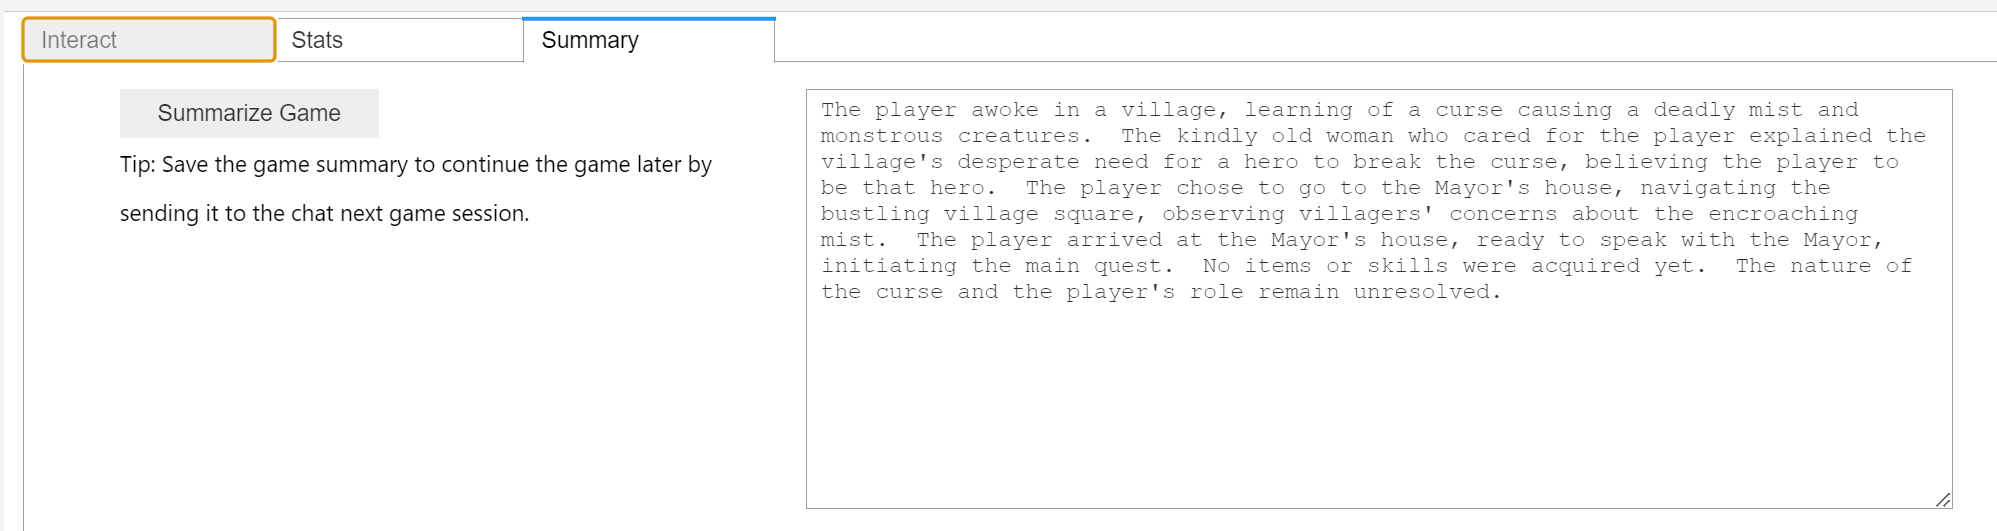 Interact
Stats
Summary
Summarize Game
Tip: Save the game summary to continue the game later by
sending it to the chat next game session.
The player awoke in a village, learning of a curse causing a deadly mist and
monstrous creatures.  The kindly old woman who cared for the player explained the
village's desperate need for a hero to break the curse, believing the player to
be that hero.  The player chose to go to the Mayor's house, navigating the
bustling village square, observing villagers' concerns about the encroaching
mist.  The player arrived at the Mayor's house, ready to speak with the Mayor,
initiating the main quest.  No items or skills were acquired yet.  The nature of
the curse and the player's role remain unresolved.